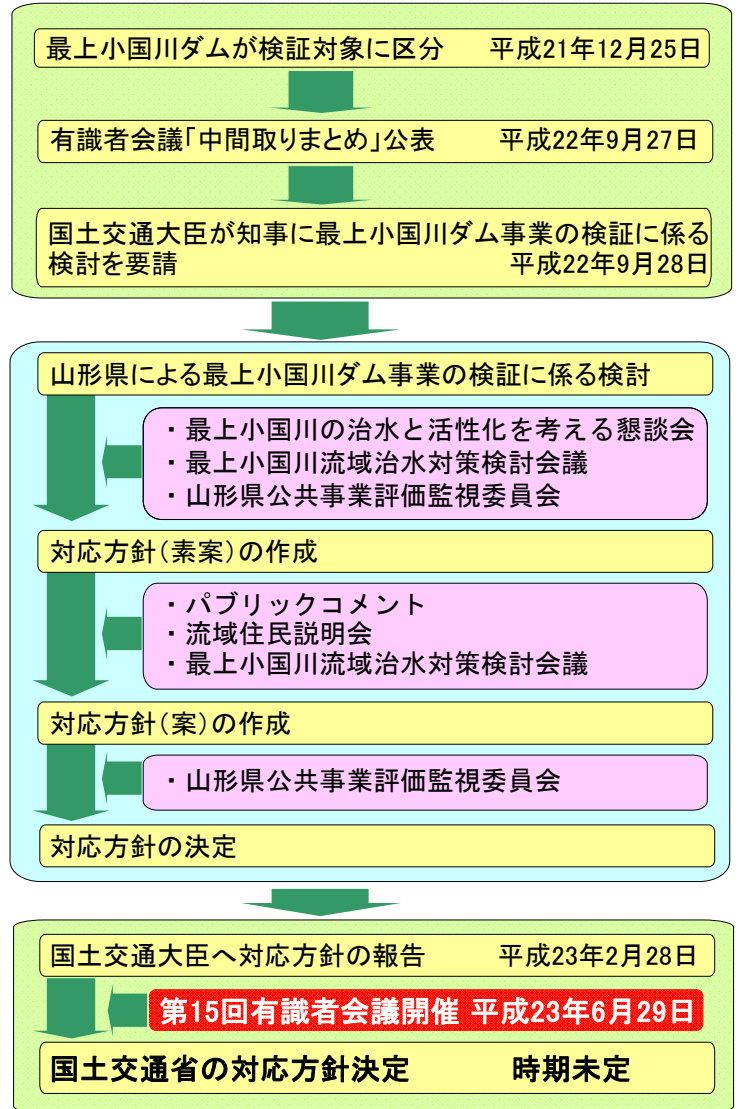 最上小国川ダムが検証対象に区分　平成21年12月25日
有識者会議「中間取りまとめ」公表　平成22年9月27日
国土交通大臣が知事に最上小国川ダム事業の検証に係る
検討を要請　平成22年9月28日
山形県による最上小国川ダム事業の検証に係る検討
・最上小国川の治水と活性化を考える懇談会
・最上小国川流域治水対策検討会議
・山形県公共事業評価監視委員会
対応方針（素案）の作成
・パブリックコメント
・流域住民説明会
・最上小国川流域治水対策検討会議
対応方針（案）の作成
・山形県公共事業評価監視委員会
対応方針の決定
国土交通大臣へ対応方針の報告　平成23年2月28日
第15回有識者会議開催 平成23年6月29日
国土交通省の対応方針決定　時期未定